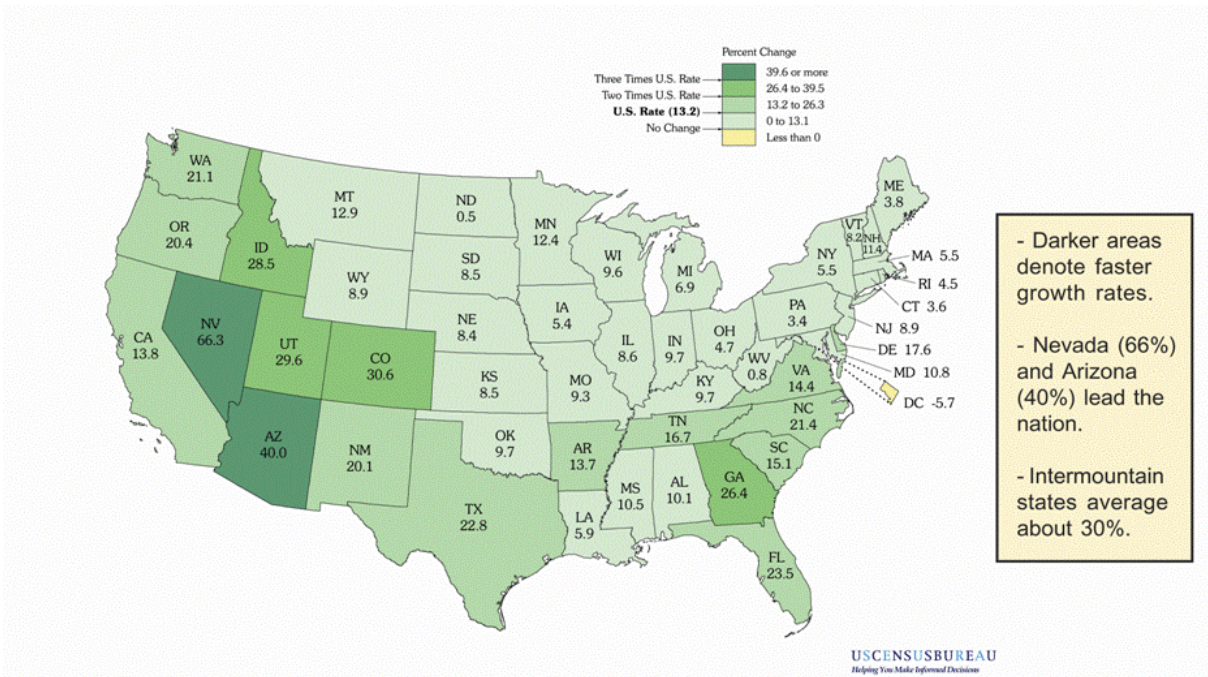 Percent Change
Three Times U.S. Rate
39.6 or more
Two Times U.S. Rate
26.4 to 39.5
U.S. Rate (13.2)
13.2 to 26.3
No Change
0 to 13.1
Less than 0
WA
21.1
OR
20.4
CA
13.8
NV
66.3
ID
28.5
MT
12.9
WY
8.9
UT
29.6
CO
30.6
AZ
40.0
NM
20.1
ND
0.5
SD
8.5
NE
8.4
KS
8.5
OK
9.7
TX
22.8
MN
12.4
IA
5.4
MO
9.3
AR
13.7
LA
5.9
WI
9.6
IL
8.6
MI
6.9
IN
9.7
OH
4.7
KY
9.7
TN
16.7
MS
10.5
AL
10.1
GA
26.4
FL
23.5
SC
15.1
NC
21.4
VA
14.4
WV
0.8
PA
3.4
NY
5.5
VT
8.2
NH
11.4
ME
3.8
MA 5.5
RI 4.5
CT 3.6
NJ 8.9
DE 17.6
MD 10.8
DC -5.7
- Darker areas
denote faster
growth rates.
- Nevada (66%)
and Arizona
(40%) lead the
nation.
- Intermountain
states average
about 30%.
USCENSUSBUREAU
Helping You Make Informed Decisions